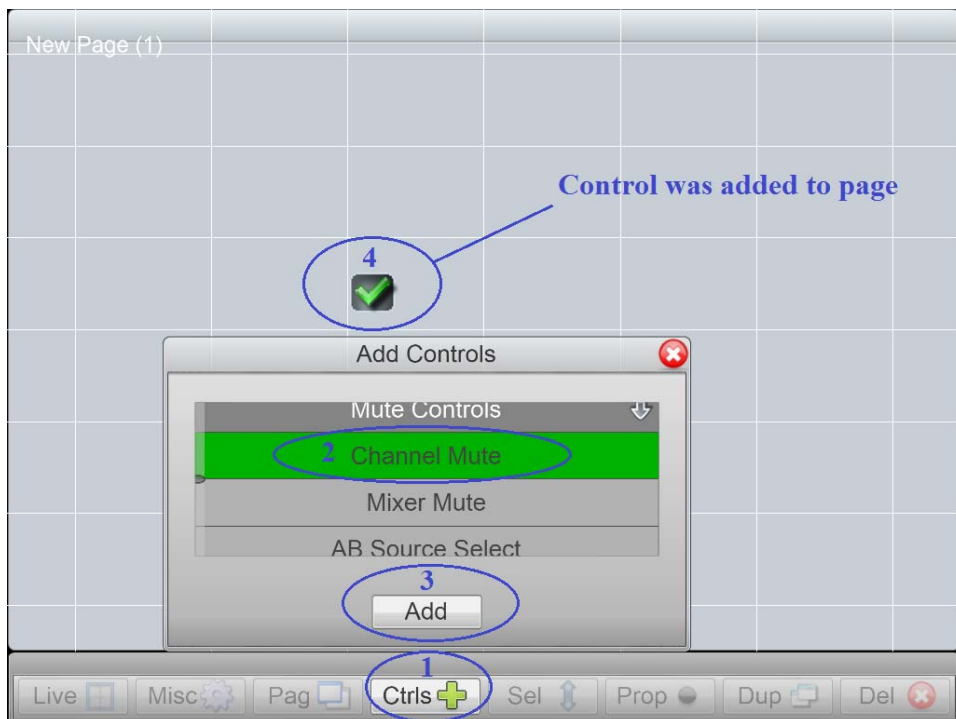 New Page (1)
Control was added to page
4
Add Controls
Mute Controls
2 Channel Mute
Mixer Mute
AB Source Select
3
Add
1
Live Misc Pag Ctrls Sel Prop Dup Del